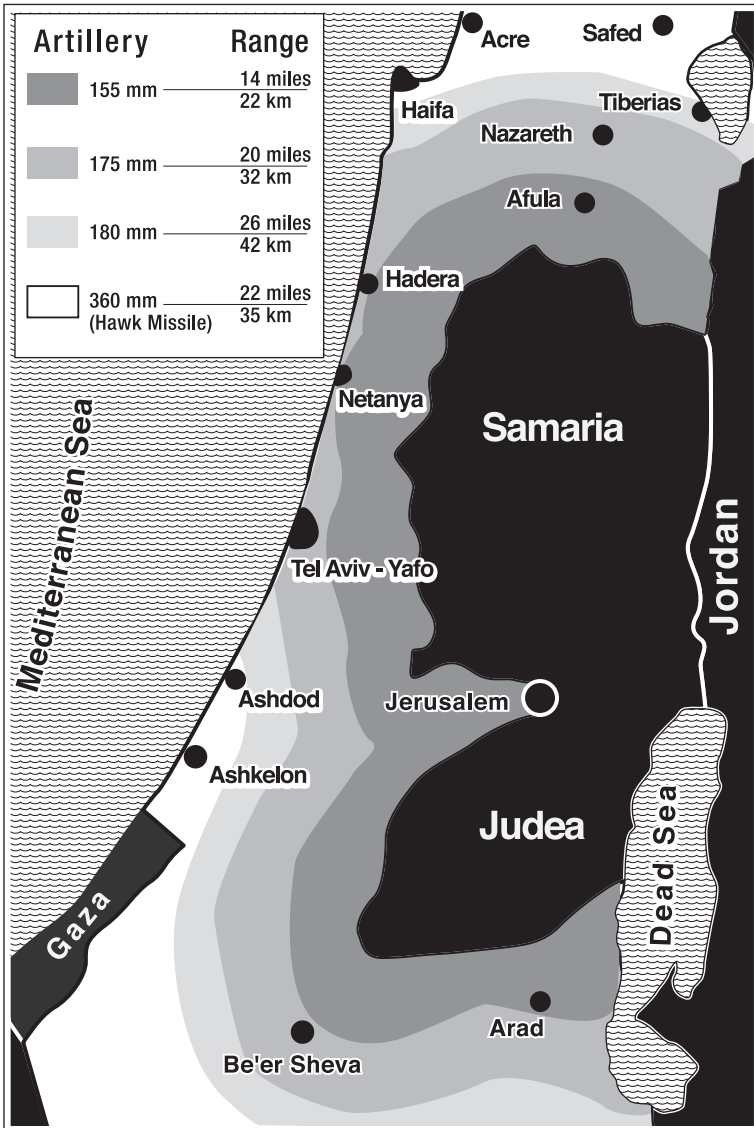 Artillery Range
155 mm 14 miles
22 km
175 mm 20 miles
32 km
180 mm 26 miles
42 km
360 mm 22 miles
(Hawk Missile) 35 km
Acre
Safed
Haifa
Tiberias
Nazareth
Afula
Hadera
Netanya
Samaria
Mediterranean Sea
Tel Aviv - Yafo
Jordan
Ashdod
Jerusalem
Ashkelon
Judea
Dead Sea
Gaza
Arad
Be'er Sheva